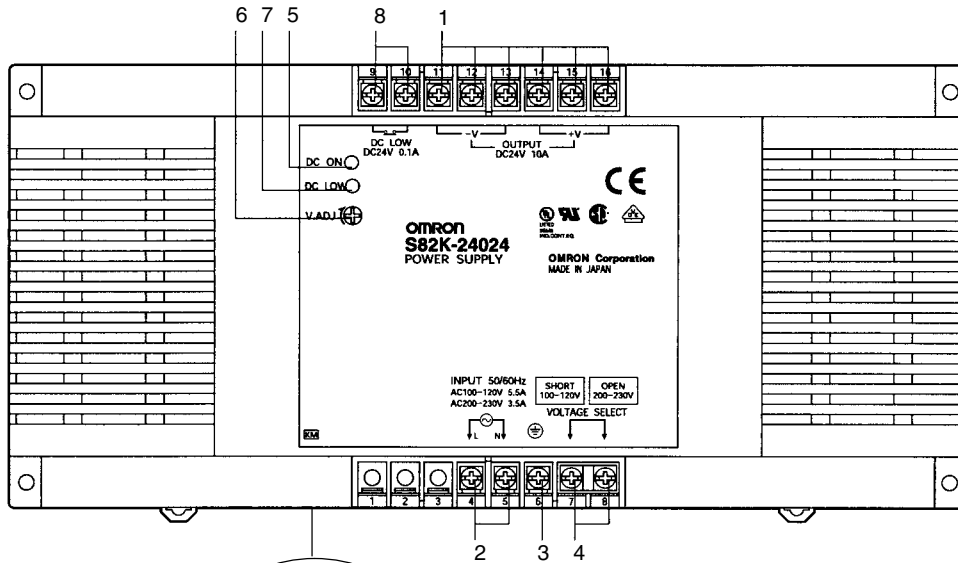 6 7 5 8 1
9 10 11 12 13 14 15 16
DC LOW
DC24V 0.1A
-V +V
OUTPUT
DC24V 10A
DC ON
DC LOW
V.ADJ
CE
UL
LISTED
OMRON
S82K-24024
POWER SUPPLY
OMRON Corporation
MADE IN JAPAN
INPUT 50/60Hz
AC100-120V 5.5A
AC200-230V 3.5A
SHORT
100-120V
OPEN
200-230V
VOLTAGE SELECT
L N
KM
1 2 3 4 5 6 7 8
2 3 4